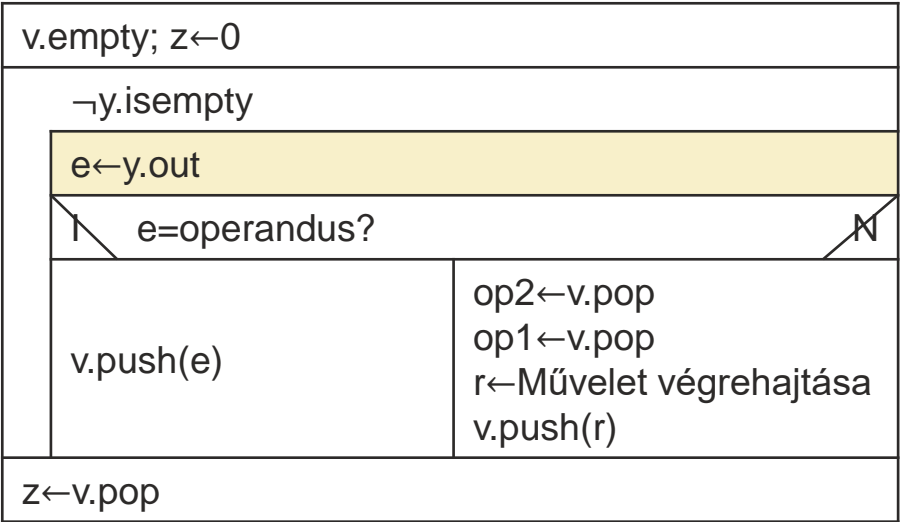 v.empty; z←0
¬y.isempty
e←y.out
I e=operandus? N
v.push(e)
op2←v.pop
op1←v.pop
r←Művelet végrehajtása
v.push(r)
z←v.pop